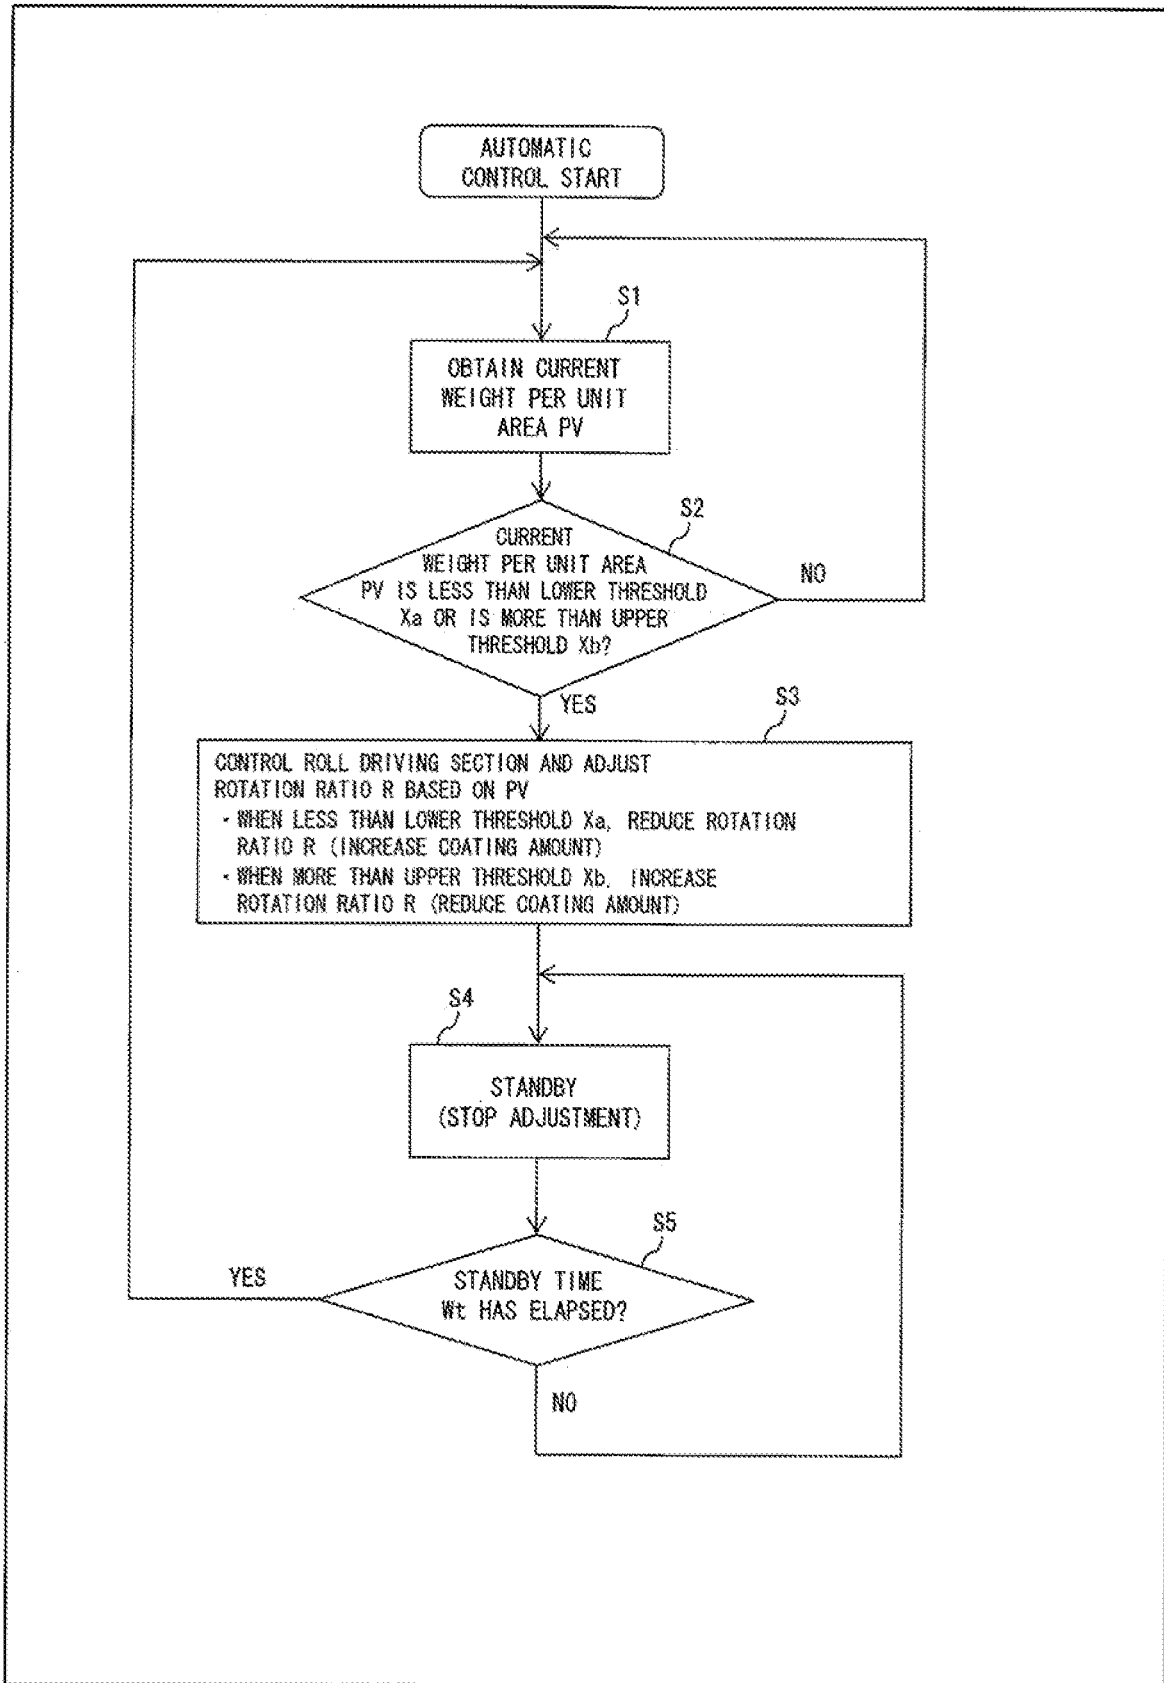 AUTOMATIC
CONTROL START
S1
OBTAIN CURRENT
WEIGHT PER UNIT
AREA PV
S2
CURRENT
WEIGHT PER UNIT AREA
PV IS LESS THAN LOWER THRESHOLD
Xa OR IS MORE THAN UPPER
THRESHOLD Xb?
NO
YES
S3
CONTROL ROLL DRIVING SECTION AND ADJUST
ROTATION RATIO R BASED ON PV
・WHEN LESS THAN LOWER THRESHOLD Xa, REDUCE ROTATION
RATIO R (INCREASE COATING AMOUNT)
・WHEN MORE THAN UPPER THRESHOLD Xb, INCREASE
ROTATION RATIO R (REDUCE COATING AMOUNT)
S4
STANDBY
(STOP ADJUSTMENT)
S5
YES
STANDBY TIME
Wt HAS ELAPSED?
NO